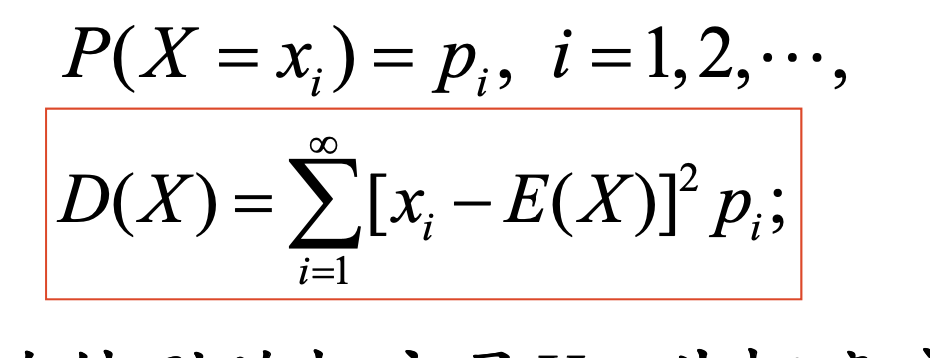 P(X = xᵢ) = pᵢ, i = 1, 2, ⋯,
D(X) = ∑_{i=1}^{∞} [xᵢ − E(X)]² pᵢ;